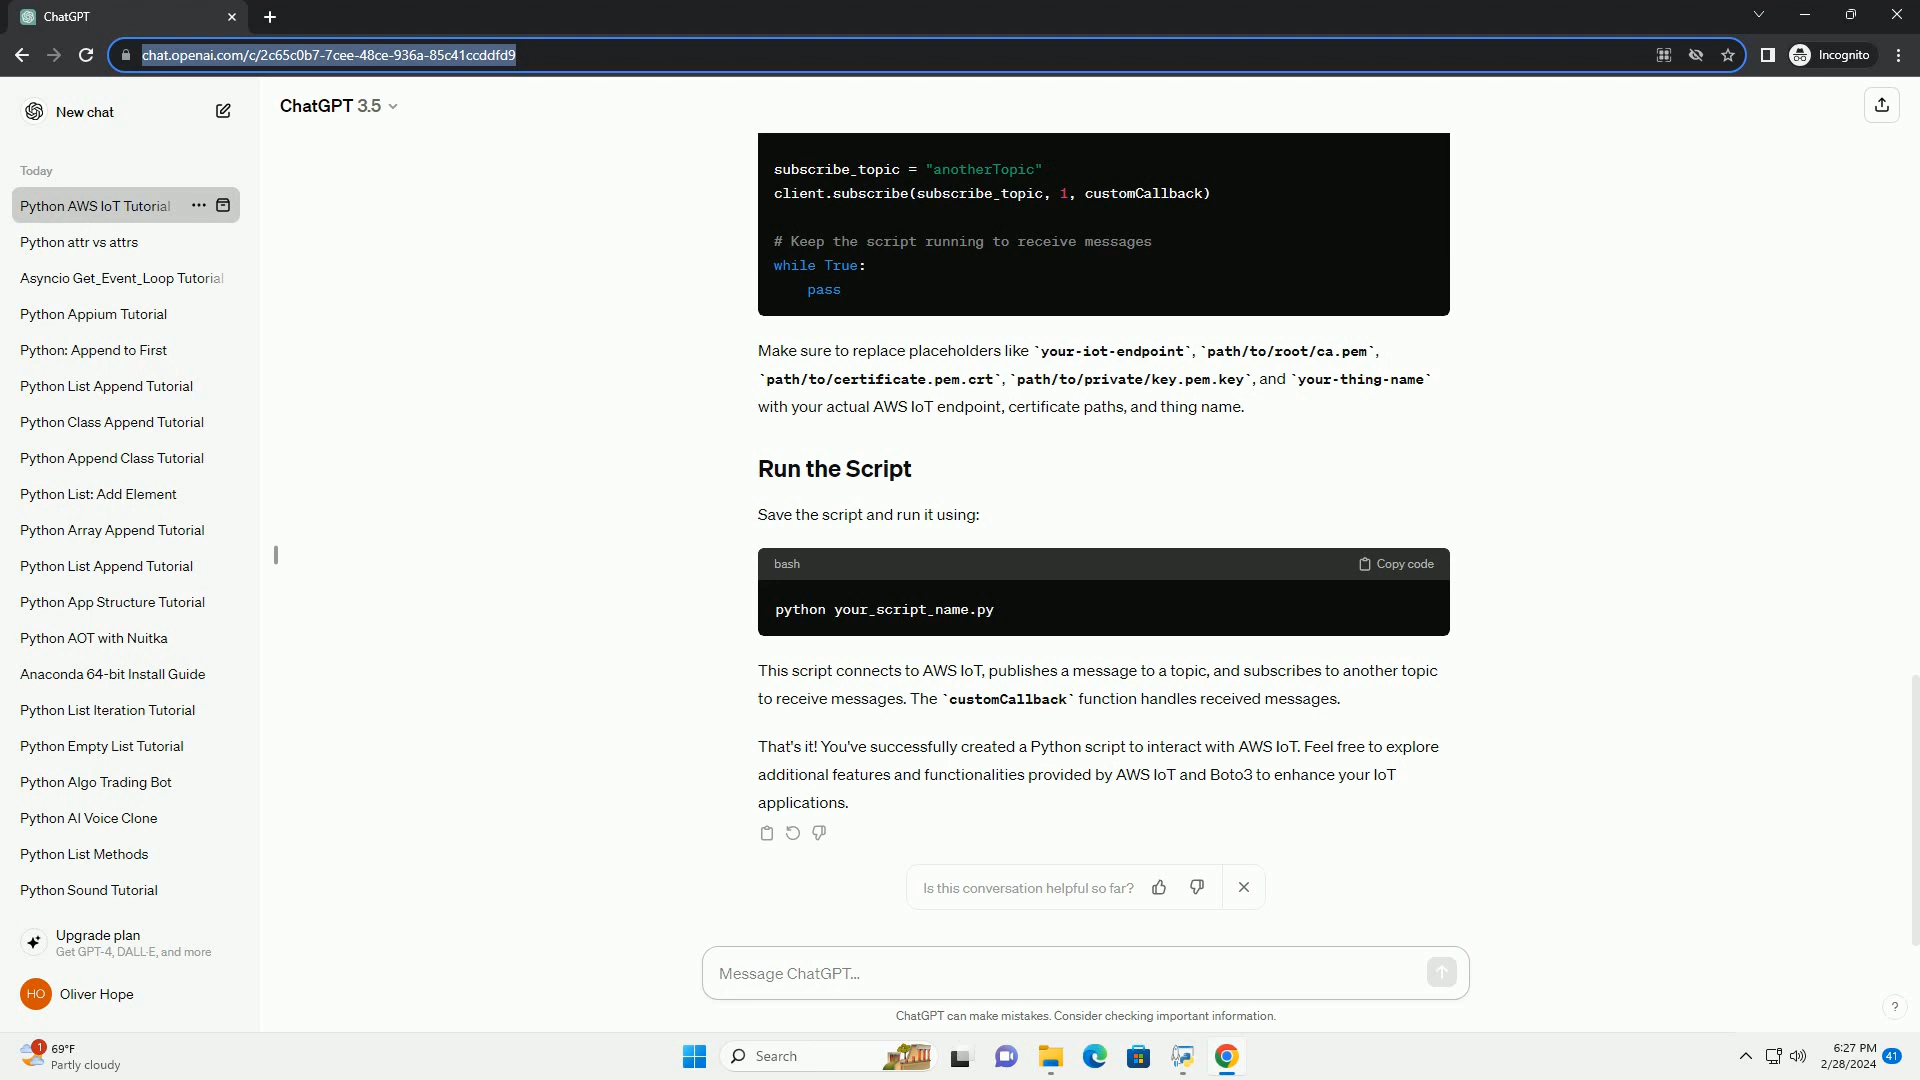 ChatGPT
chat.openai.com/c/2c65c0b7-7cee-48ce-936a-85c41ccddfd9
Incognito
New chat
Today
Python AWS IoT Tutorial
Python attr vs attrs
Asyncio Get_Event_Loop Tutorial
Python Appium Tutorial
Python: Append to First
Python List Append Tutorial
Python Class Append Tutorial
Python Append Class Tutorial
Python List: Add Element
Python Array Append Tutorial
Python List Append Tutorial
Python App Structure Tutorial
Python AOT with Nuitka
Anaconda 64-bit Install Guide
Python List Iteration Tutorial
Python Empty List Tutorial
Python Algo Trading Bot
Python AI Voice Clone
Python List Methods
Python Sound Tutorial
Upgrade plan
Get GPT-4, DALL·E, and more
HO
Oliver Hope
ChatGPT 3.5
subscribe_topic = "anotherTopic"
client.subscribe(subscribe_topic, 1, customCallback)
# Keep the script running to receive messages
while True:
    pass
Make sure to replace placeholders like `your-iot-endpoint`, `path/to/root/ca.pem`,
`path/to/certificate.pem.crt`, `path/to/private/key.pem.key`, and `your-thing-name`
with your actual AWS IoT endpoint, certificate paths, and thing name.
Run the Script
Save the script and run it using:
bash
Copy code
python your_script_name.py
This script connects to AWS IoT, publishes a message to a topic, and subscribes to another topic
to receive messages. The `customCallback` function handles received messages.
That's it! You've successfully created a Python script to interact with AWS IoT. Feel free to explore
additional features and functionalities provided by AWS IoT and Boto3 to enhance your IoT
applications.
Is this conversation helpful so far?
Message ChatGPT...
ChatGPT can make mistakes. Consider checking important information.
?
1
69°F
Partly cloudy
Search
6:27 PM
2/28/2024
41